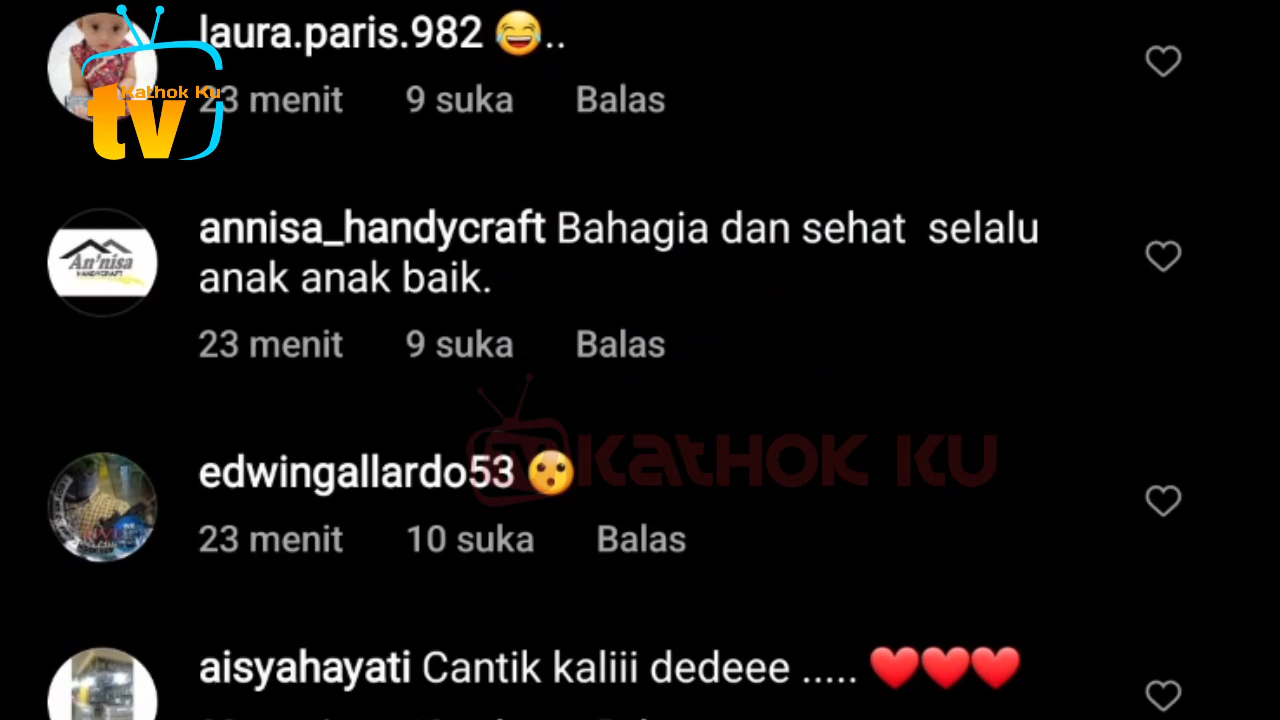 laura.paris.982 😂..
Kathok Ku
tv
23 menit 9 suka Balas
annisa_handycraft Bahagia dan sehat selalu
anak anak baik.
An'nisa
HANDYCRAFT
23 menit 9 suka Balas
TV KATHOK KU
edwingallardo53 😮
23 menit 10 suka Balas
aisyahayati Cantik kaliii dedeee ..... ❤️❤️❤️